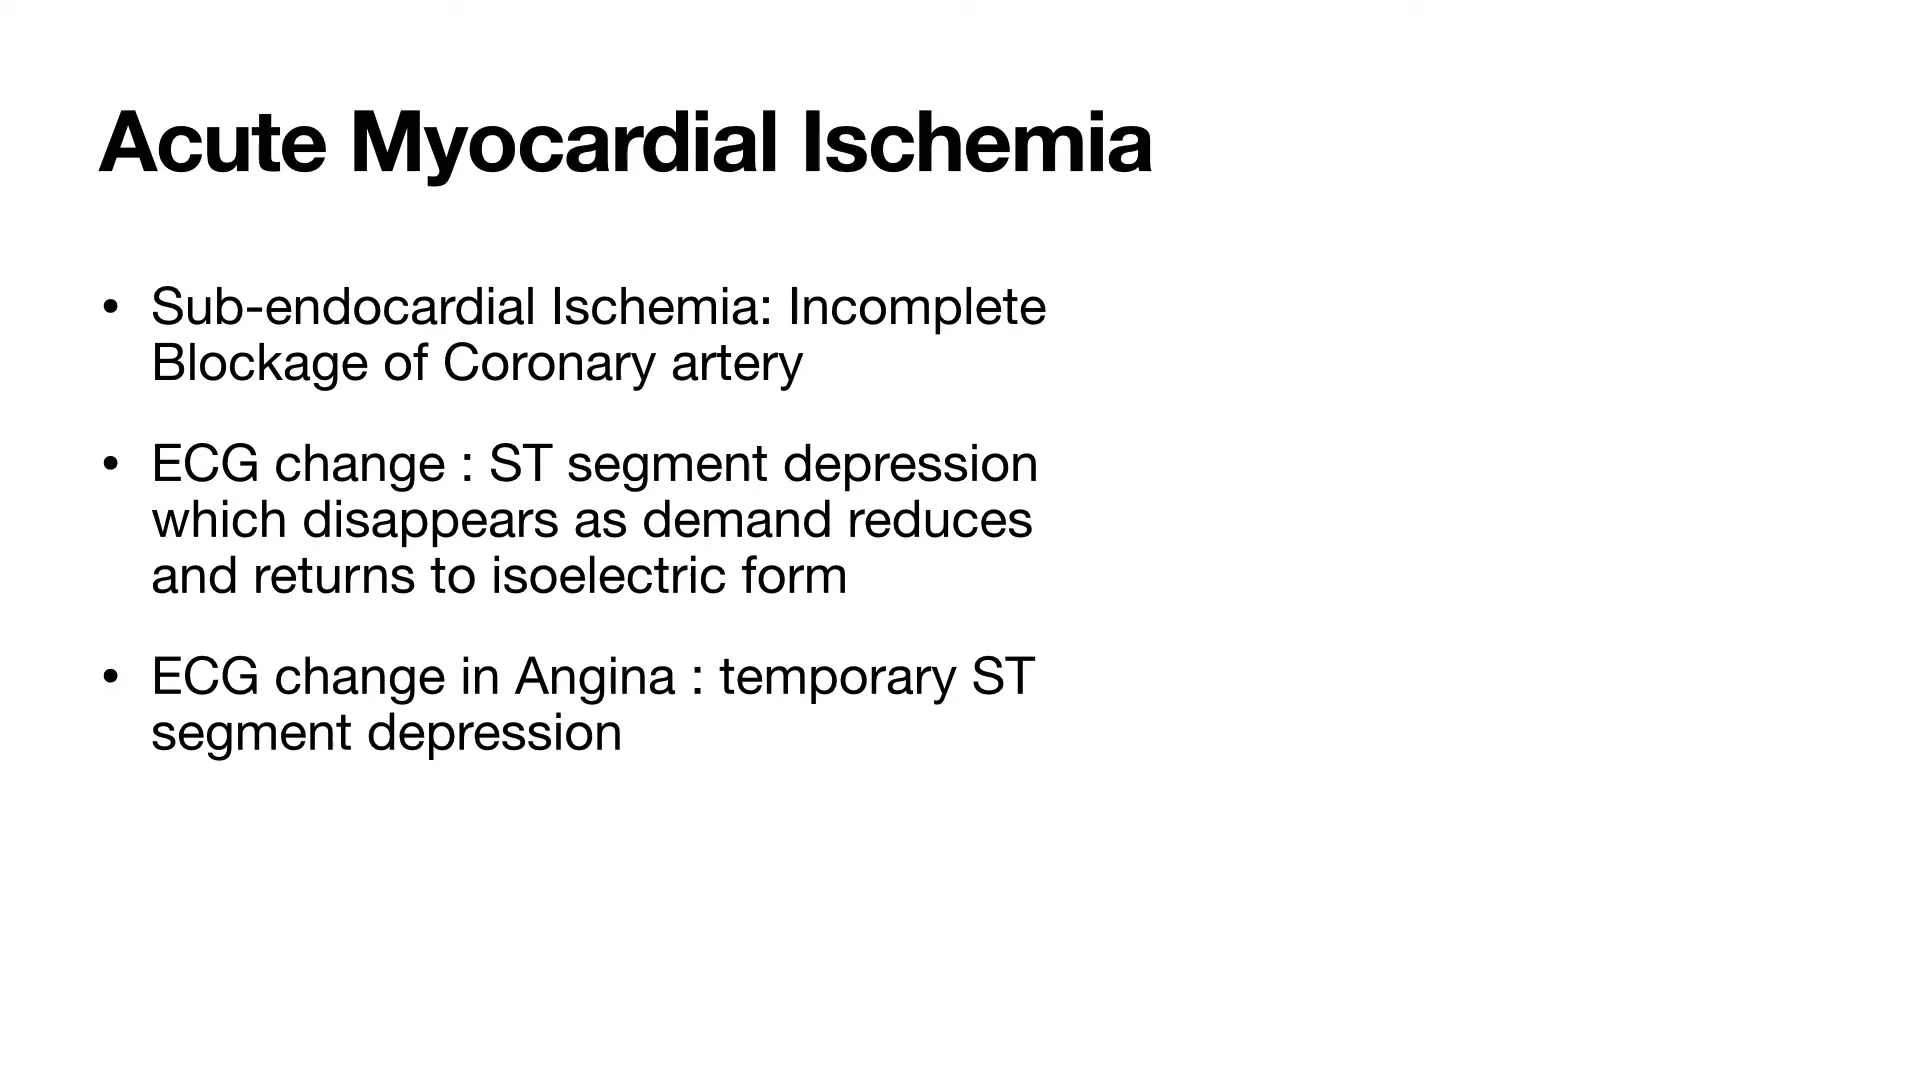 Acute Myocardial Ischemia
• Sub-endocardial Ischemia: Incomplete
Blockage of Coronary artery
• ECG change : ST segment depression
which disappears as demand reduces
and returns to isoelectric form
• ECG change in Angina : temporary ST
segment depression